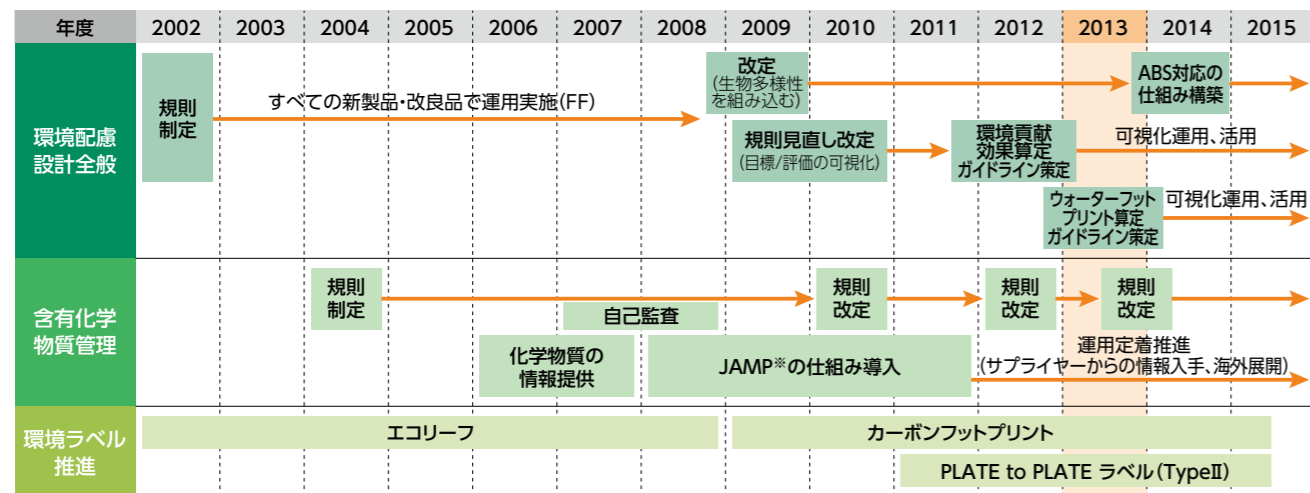 年度 2002 2003 2004 2005 2006 2007 2008 2009 2010 2011 2012 2013 2014 2015
環境配慮
設計全般
規則
制定
すべての新製品・改良品で運用実施(FF)
改定
(生物多様性
を組み込む)
ABS対応の
仕組み構築
規則見直し改定
(目標/評価の可視化)
環境貢献
効果算定
ガイドライン策定
可視化運用、活用
ウォーターフット
プリント算定
ガイドライン策定
可視化運用、活用
含有化学
物質管理
規則
制定
自己監査
規則
改定
規則
改定
規則
改定
化学物質の
情報提供
JAMP※の仕組み導入
運用定着推進
(サプライヤーからの情報入手、海外展開)
環境ラベル
推進
エコリーフ
カーボンフットプリント
PLATE to PLATE ラベル(TypeⅡ)